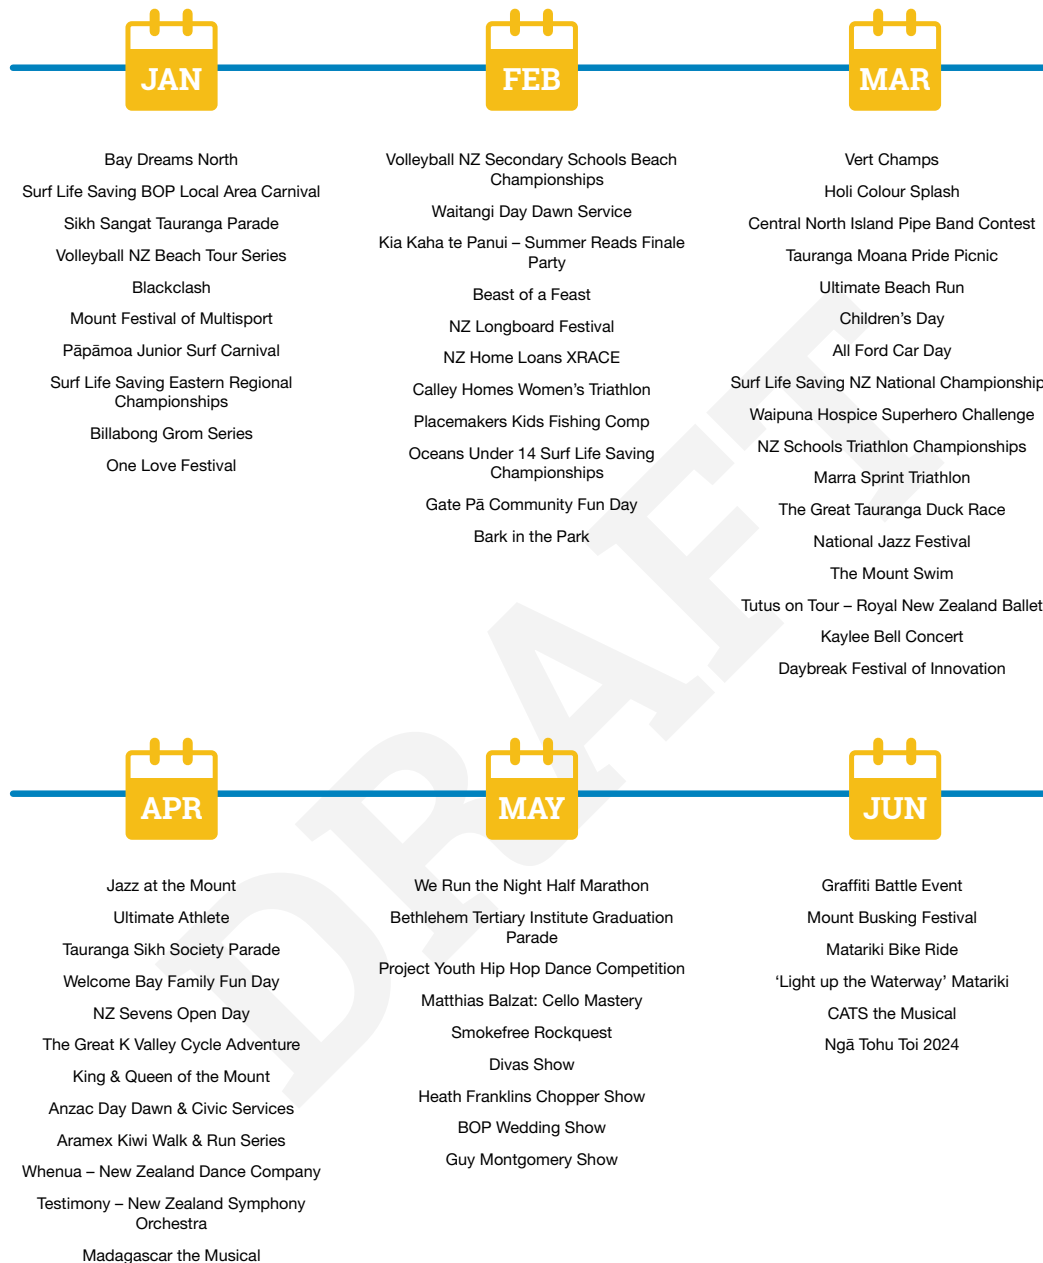 JAN
Bay Dreams North
Surf Life Saving BOP Local Area Carnival
Sikh Sangat Tauranga Parade
Volleyball NZ Beach Tour Series
Blackclash
Mount Festival of Multisport
Pāpāmoa Junior Surf Carnival
Surf Life Saving Eastern Regional
Championships
Billabong Grom Series
One Love Festival
FEB
Volleyball NZ Secondary Schools Beach
Championships
Waitangi Day Dawn Service
Kia Kaha te Panui – Summer Reads Finale
Party
Beast of a Feast
NZ Longboard Festival
NZ Home Loans XRACE
Calley Homes Women’s Triathlon
Placemakers Kids Fishing Comp
Oceans Under 14 Surf Life Saving
Championships
Gate Pā Community Fun Day
Bark in the Park
MAR
Vert Champs
Holi Colour Splash
Central North Island Pipe Band Contest
Tauranga Moana Pride Picnic
Ultimate Beach Run
Children’s Day
All Ford Car Day
Surf Life Saving NZ National Championship
Waipuna Hospice Superhero Challenge
NZ Schools Triathlon Championships
Marra Sprint Triathlon
The Great Tauranga Duck Race
National Jazz Festival
The Mount Swim
Tutus on Tour – Royal New Zealand Ballet
Kaylee Bell Concert
Daybreak Festival of Innovation
APR
Jazz at the Mount
Ultimate Athlete
Tauranga Sikh Society Parade
Welcome Bay Family Fun Day
NZ Sevens Open Day
The Great K Valley Cycle Adventure
King & Queen of the Mount
Anzac Day Dawn & Civic Services
Aramex Kiwi Walk & Run Series
Whenua – New Zealand Dance Company
Testimony – New Zealand Symphony
Orchestra
Madagascar the Musical
MAY
We Run the Night Half Marathon
Bethlehem Tertiary Institute Graduation
Parade
Project Youth Hip Hop Dance Competition
Matthias Balzat: Cello Mastery
Smokefree Rockquest
Divas Show
Heath Franklins Chopper Show
BOP Wedding Show
Guy Montgomery Show
JUN
Graffiti Battle Event
Mount Busking Festival
Matariki Bike Ride
‘Light up the Waterway’ Matariki
CATS the Musical
Ngā Tohu Toi 2024
DRAFT